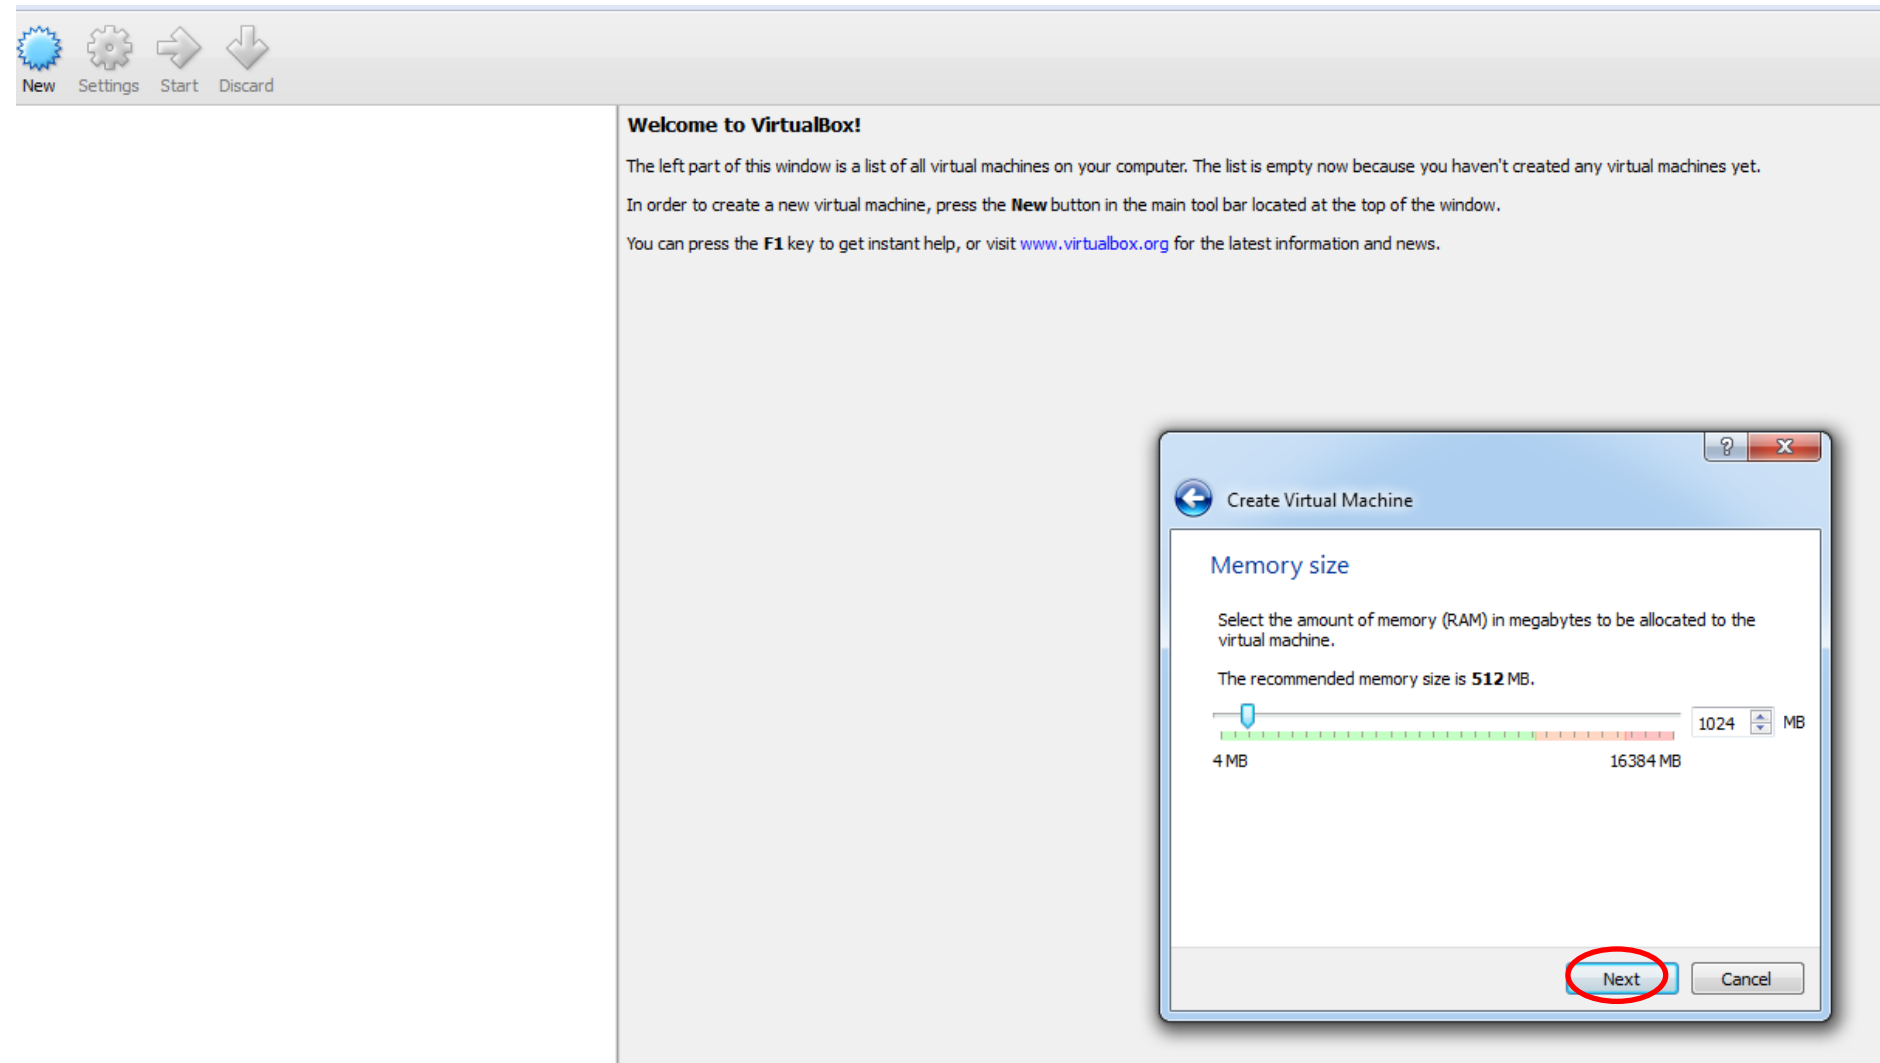 New Settings Start Discard
Welcome to VirtualBox!
The left part of this window is a list of all virtual machines on your computer. The list is empty now because you haven't created any virtual machines yet.
In order to create a new virtual machine, press the New button in the main tool bar located at the top of the window.
You can press the F1 key to get instant help, or visit www.virtualbox.org for the latest information and news.
?
Create Virtual Machine
Memory size
Select the amount of memory (RAM) in megabytes to be allocated to the
virtual machine.
The recommended memory size is 512 MB.
1024 MB
4 MB 16384 MB
Next Cancel